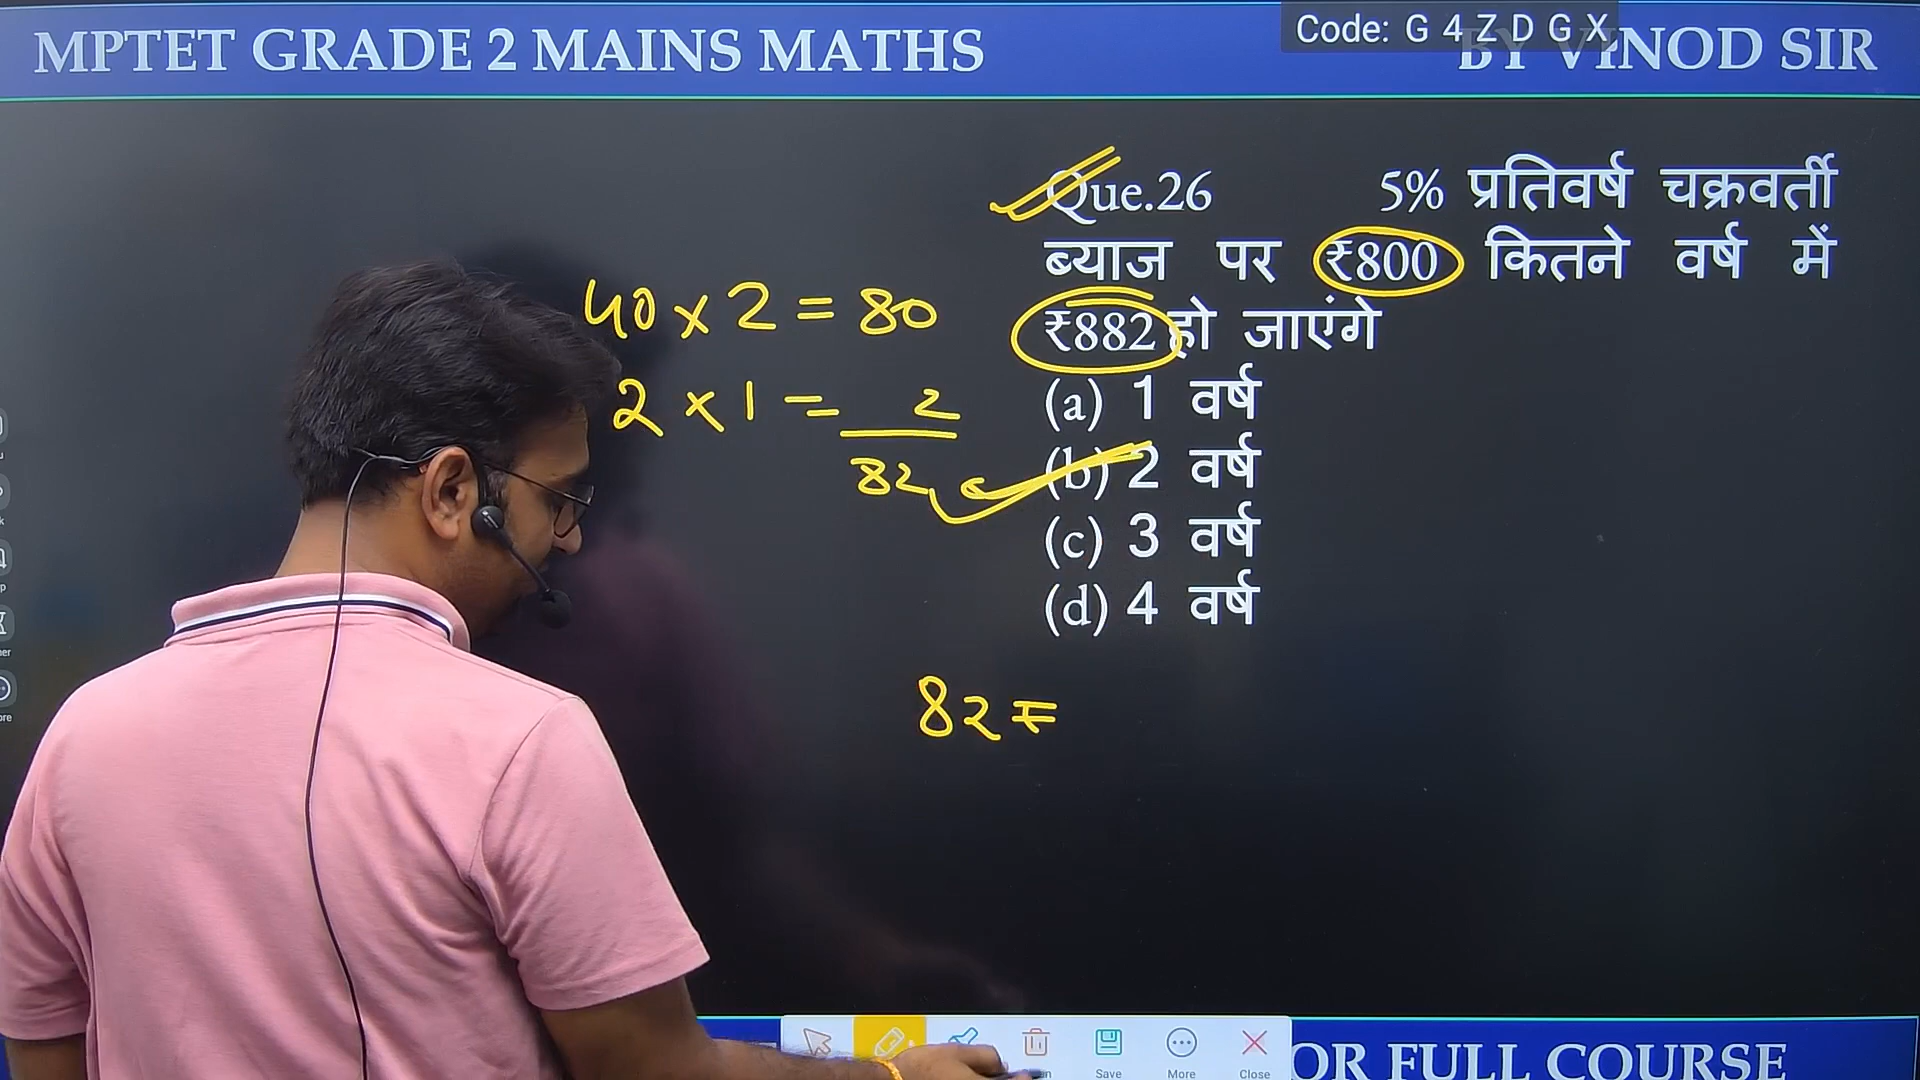 MPTET GRADE 2 MAINS MATHS
Code: G 4 Z D G X
BY VINOD SIR
Que.26 5% प्रतिवर्ष चक्रवर्ती
ब्याज पर ₹800 कितने वर्ष में
₹882 हो जाएंगे
(a) 1 वर्ष
(b) 2 वर्ष
(c) 3 वर्ष
(d) 4 वर्ष
40 × 2 = 80
2 × 1 = 2
82
82 =
Save
More
Close
OR FULL COURSE